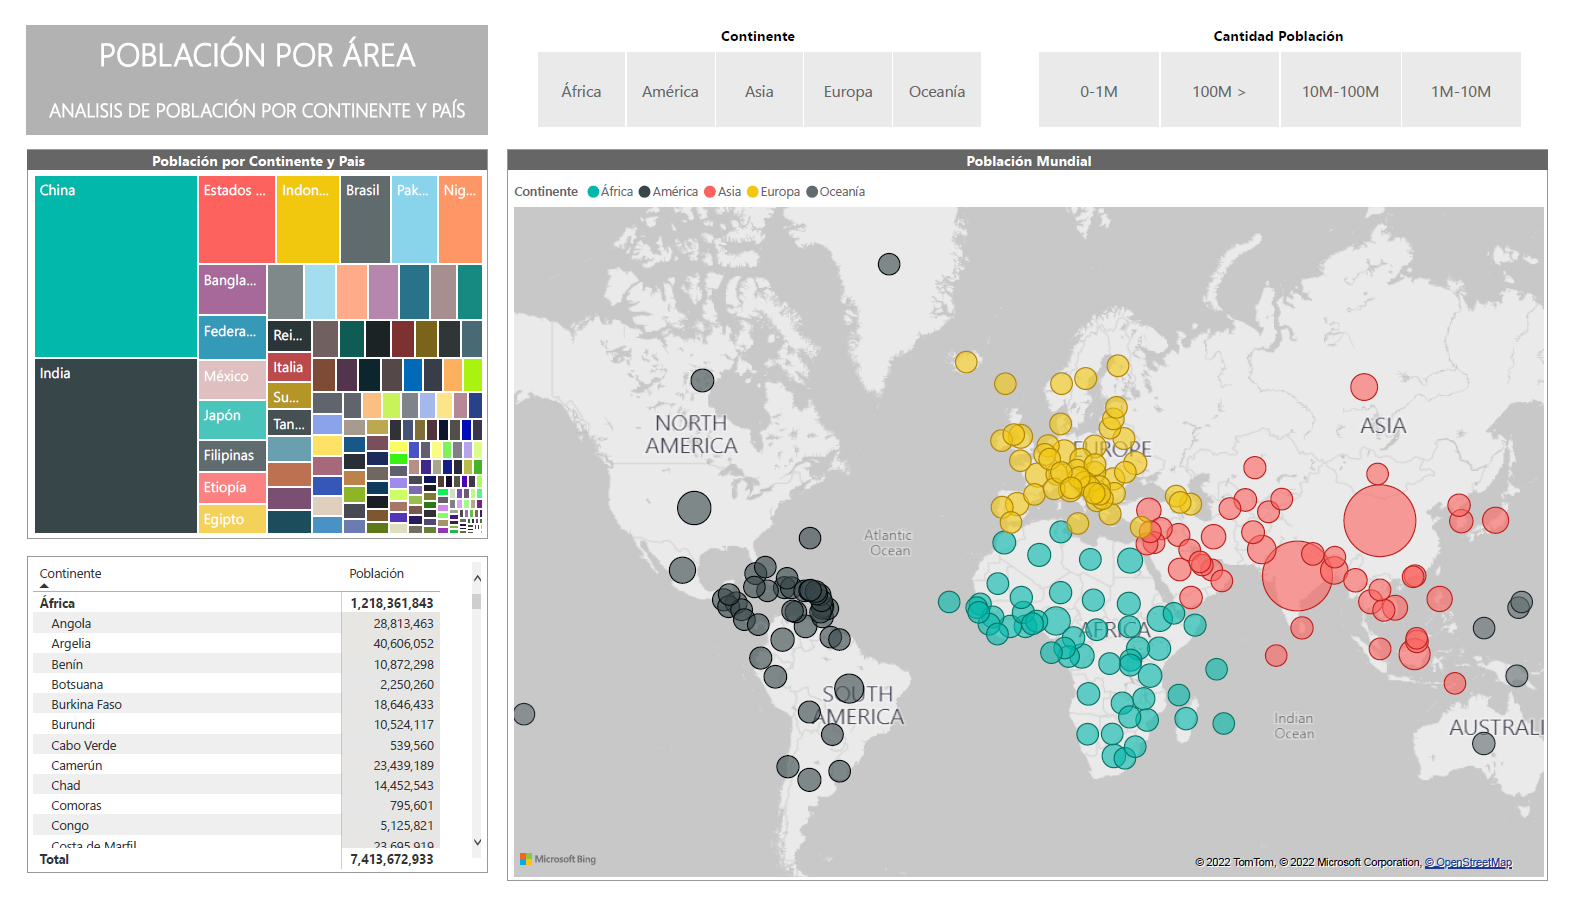 POBLACIÓN POR ÁREA
ANALISIS DE POBLACIÓN POR CONTINENTE Y PAÍS
Continente
África
América
Asia
Europa
Oceanía
Cantidad Población
0-1M
100M >
10M-100M
1M-10M
Población por Continente y Pais
China
Estados ...
Indon...
Brasil
Pak...
Nig...
Bangla...
Federa...
Rei...
India
México
Italia
Su...
Japón
Tan...
Filipinas
Etiopía
Egipto
Continente Población
África 1,218,361,843
Angola 28,813,463
Argelia 40,606,052
Benín 10,872,298
Botsuana 2,250,260
Burkina Faso 18,646,433
Burundi 10,524,117
Cabo Verde 539,560
Camerún 23,439,189
Chad 14,452,543
Comoras 795,601
Congo 5,125,821
Costa de Marfil 23,695,919
Total 7,413,672,933
Población Mundial
Continente África América Asia Europa Oceanía
NORTH
AMERICA
EUROPE
ASIA
Atlantic
Ocean
AFRICA
SOUTH
AMERICA
Indian
Ocean
AUSTRALI
Microsoft Bing
© 2022 TomTom, © 2022 Microsoft Corporation, © OpenStreetMap